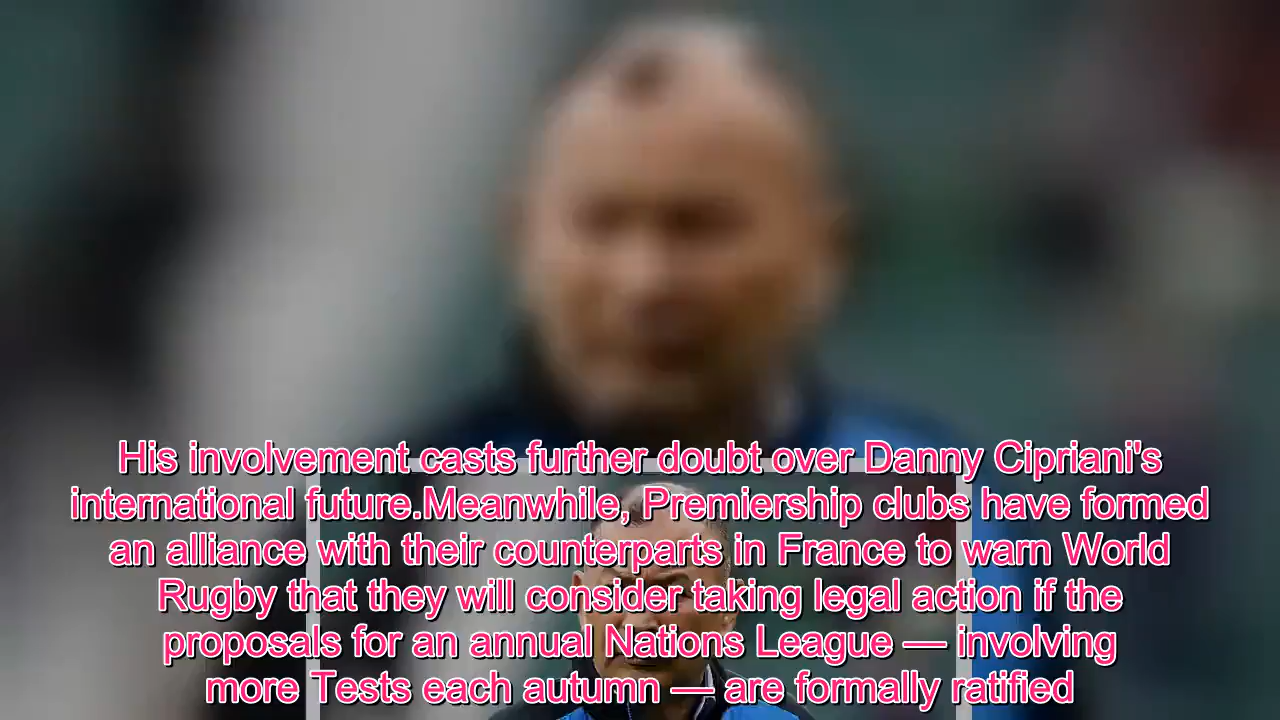 His involvement casts further doubt over Danny Cipriani's
international future.Meanwhile, Premiership clubs have formed
an alliance with their counterparts in France to warn World
Rugby that they will consider taking legal action if the
proposals for an annual Nations League — involving
more Tests each autumn — are formally ratified